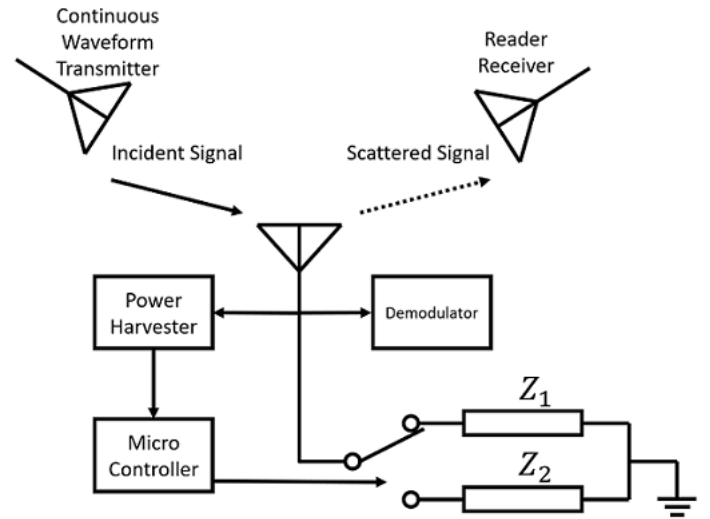 Continuous
Waveform
Transmitter
Reader
Receiver
Incident Signal
Scattered Signal
Power
Harvester
Demodulator
Z₁
Micro
Controller
Z₂